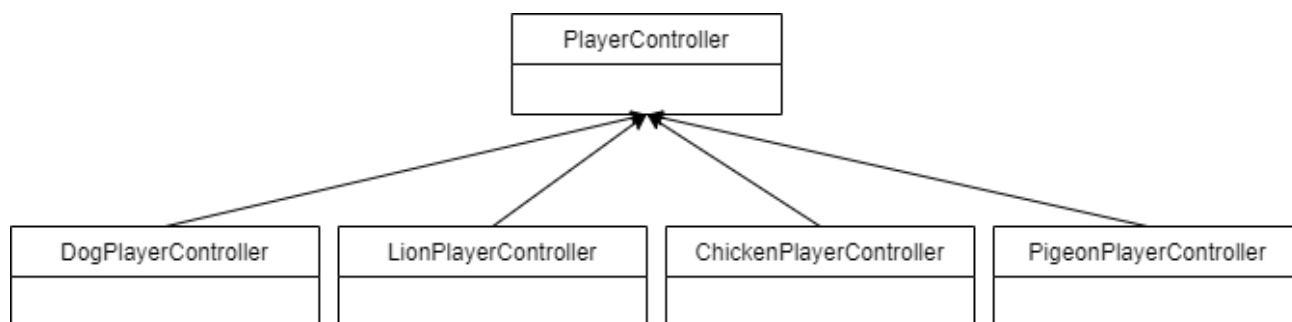 PlayerController
DogPlayerController
LionPlayerController
ChickenPlayerController
PigeonPlayerController